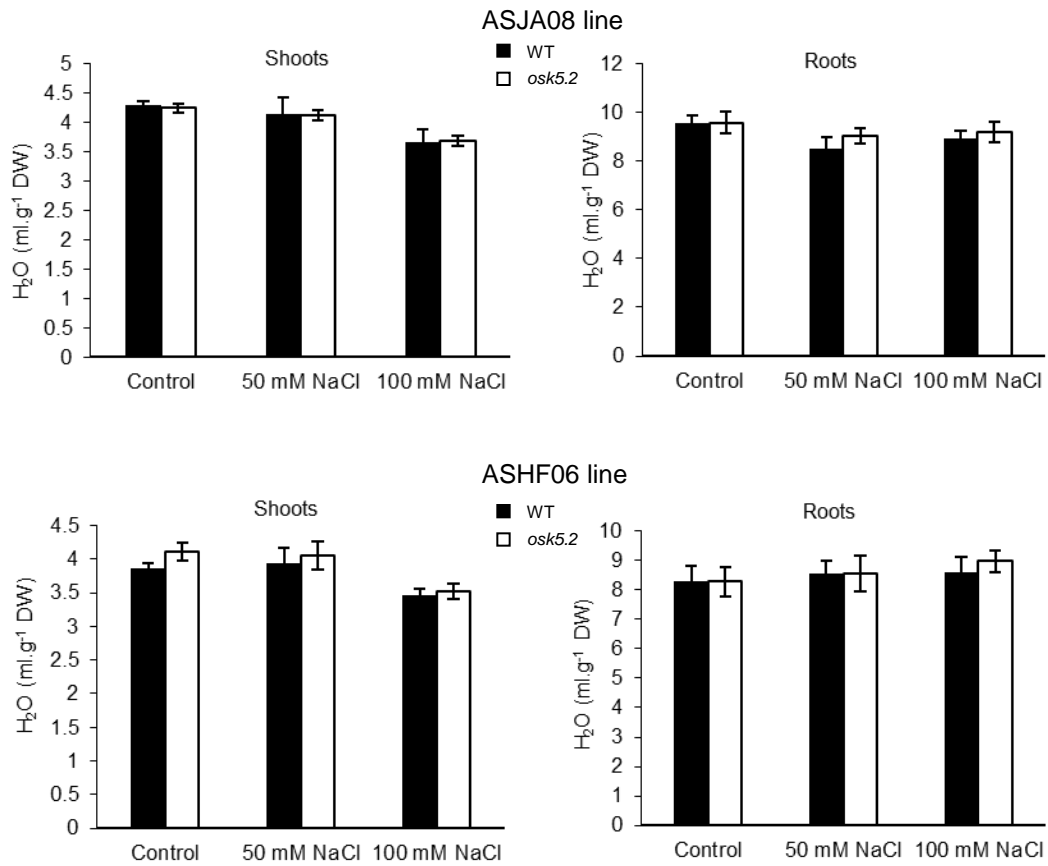 ASJA08 line
Shoots
WT
osk5.2
Roots
H₂O (ml.g⁻¹ DW)
5
4.5
4
3.5
3
2.5
2
1.5
1
0.5
0
Control 50 mM NaCl 100 mM NaCl
H₂O (ml.g⁻¹ DW)
12
10
8
6
4
2
0
Control 50 mM NaCl 100 mM NaCl
ASHF06 line
Shoots
WT
osk5.2
Roots
H₂O (ml.g⁻¹ DW)
4.5
4
3.5
3
2.5
2
1.5
1
0.5
0
Control 50 mM NaCl 100 mM NaCl
H₂O (ml.g⁻¹ DW)
10
9
8
7
6
5
4
3
2
1
0
Control 50 mM NaCl 100 mM NaCl